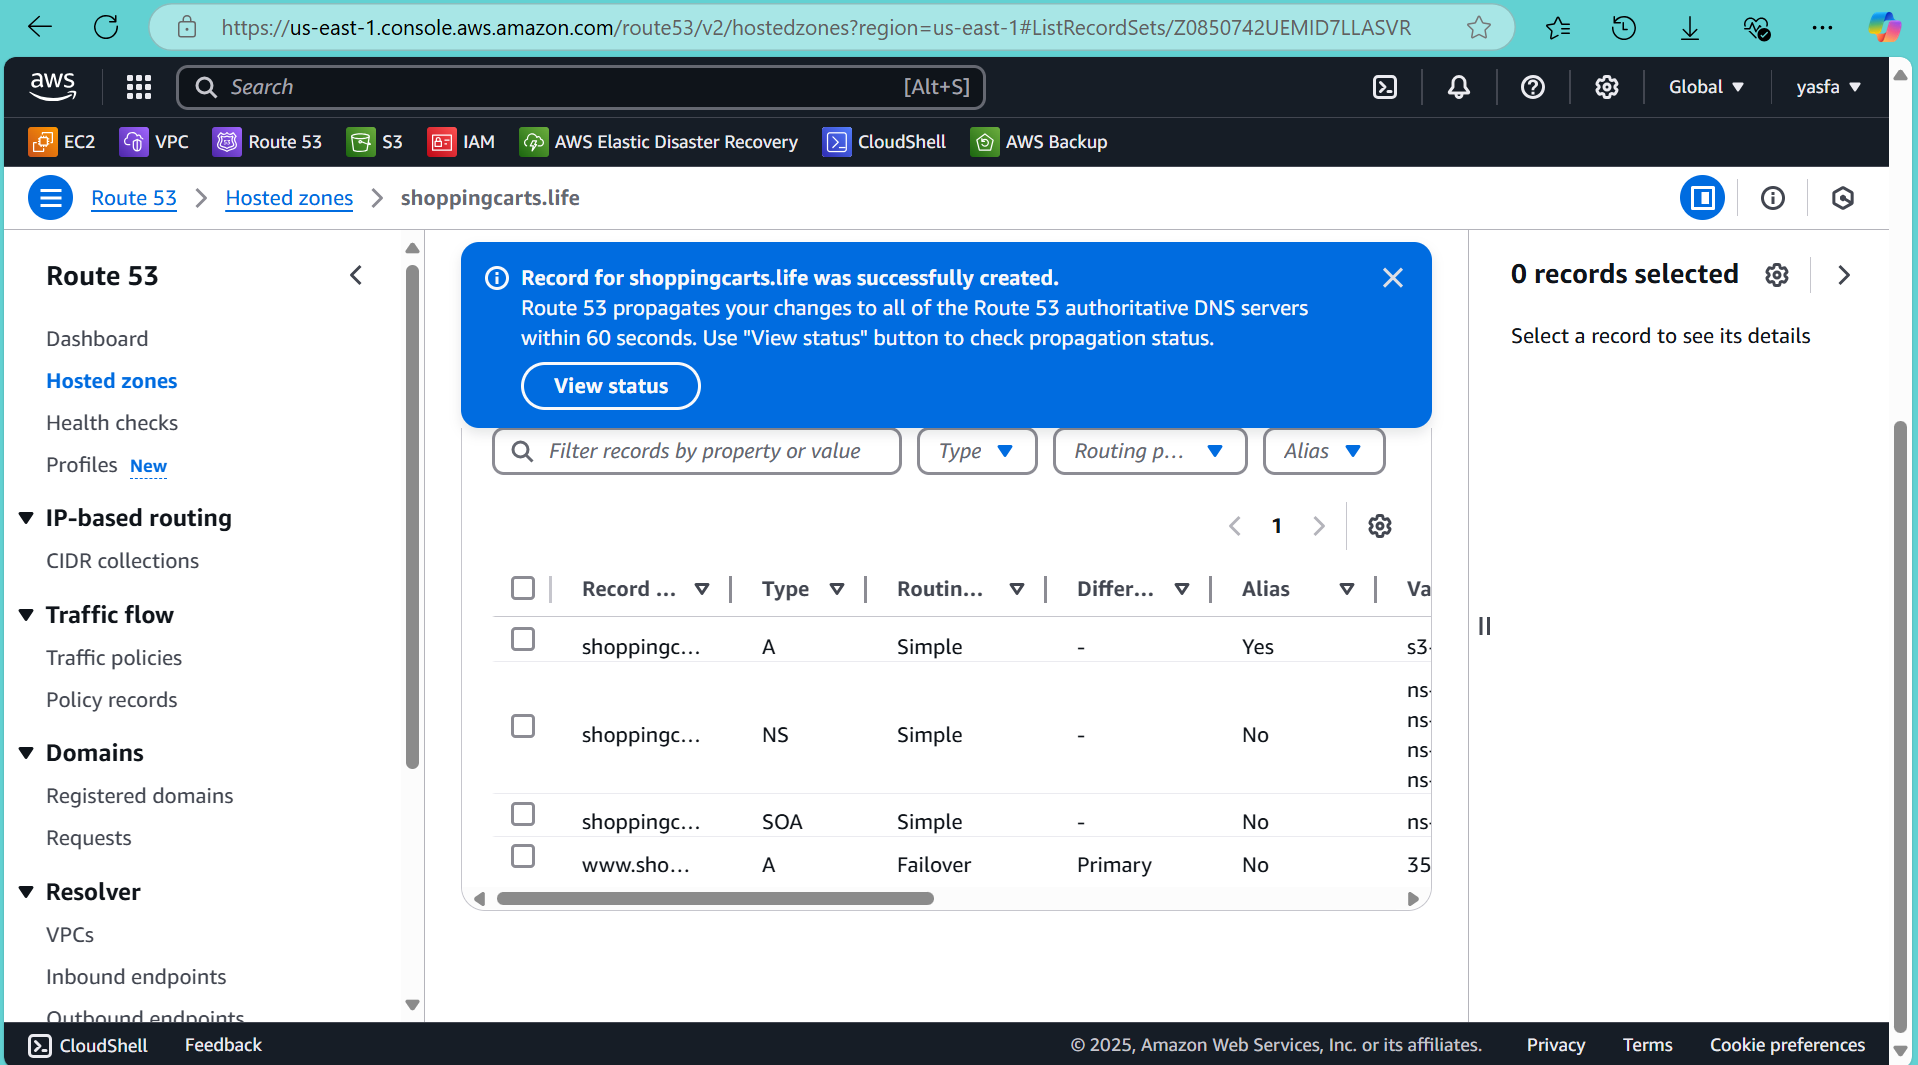 https://us-east-1.console.aws.amazon.com/route53/v2/hostedzones?region=us-east-1#ListRecordSets/Z0850742UEMID7LLASVR
aws
Search
[Alt+S]
Global
yasfa
EC2
VPC
Route 53
S3
IAM
AWS Elastic Disaster Recovery
CloudShell
AWS Backup
Route 53
Hosted zones
shoppingcarts.life
Route 53
Dashboard
Hosted zones
Health checks
Profiles New
IP-based routing
CIDR collections
Traffic flow
Traffic policies
Policy records
Domains
Registered domains
Requests
Resolver
VPCs
Inbound endpoints
Outbound endpoints
Record for shoppingcarts.life was successfully created.
Route 53 propagates your changes to all of the Route 53 authoritative DNS servers
within 60 seconds. Use "View status" button to check propagation status.
View status
Filter records by property or value
Type
Routing p...
Alias
1
Record ... Type Routin... Differ... Alias Va
shoppingc... A Simple - Yes s3-
shoppingc... NS Simple - No ns-
ns-
ns-
ns-
shoppingc... SOA Simple - No ns-
www.sho... A Failover Primary No 35
0 records selected
Select a record to see its details
CloudShell
Feedback
© 2025, Amazon Web Services, Inc. or its affiliates.
Privacy
Terms
Cookie preferences